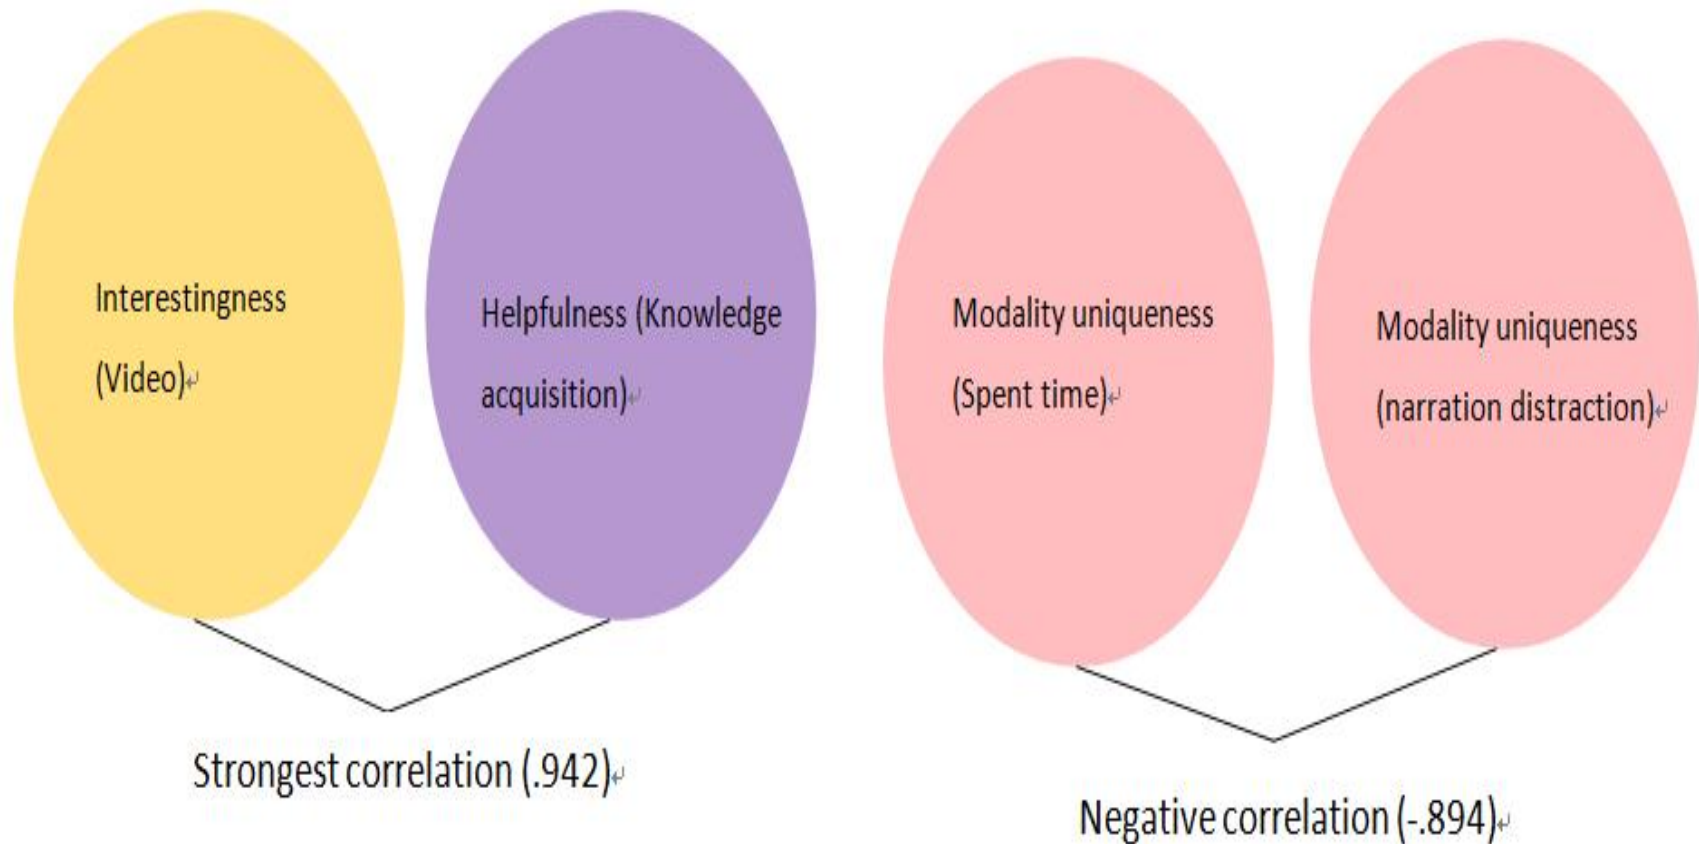 Interestingness
(Video)↵
Helpfulness (Knowledge
acquisition)↵
Modality uniqueness
(Spent time)↵
Modality uniqueness
(narration distraction)↵
Strongest correlation (.942)↵
Negative correlation (-.894)↵